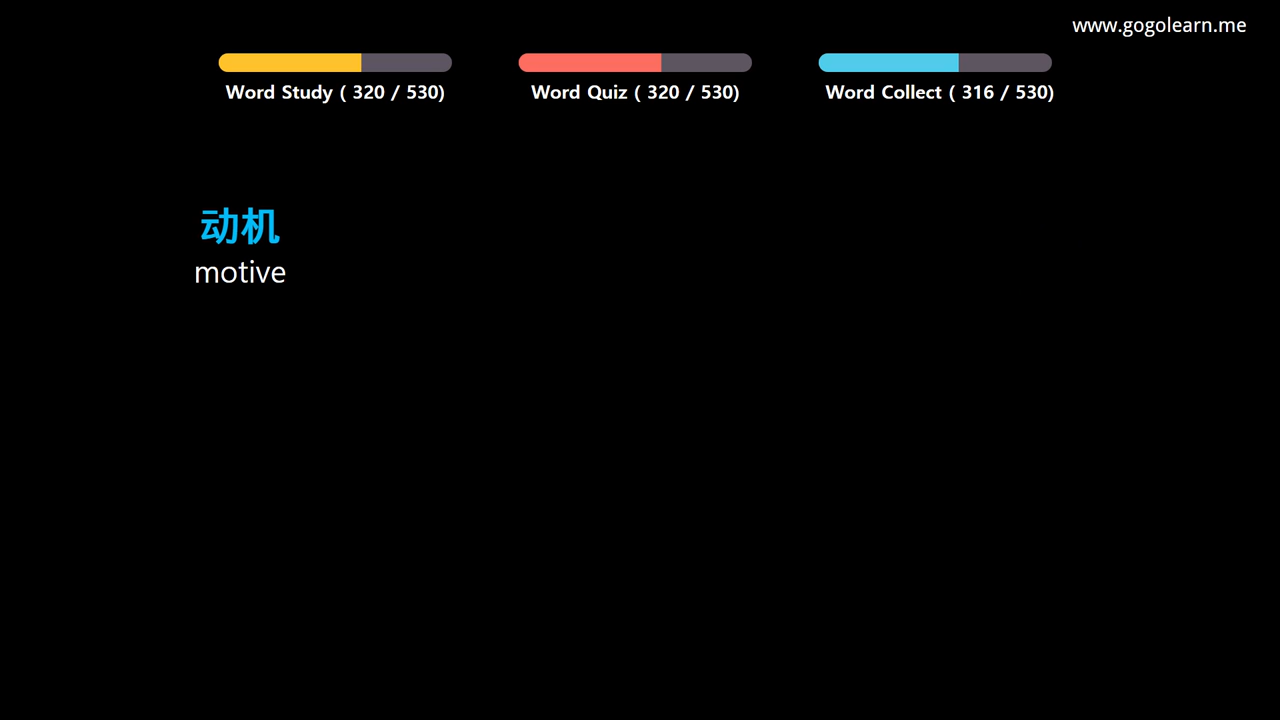 www.gogolearn.me
Word Study ( 320 / 530)
Word Quiz ( 320 / 530)
Word Collect ( 316 / 530)
动机
motive